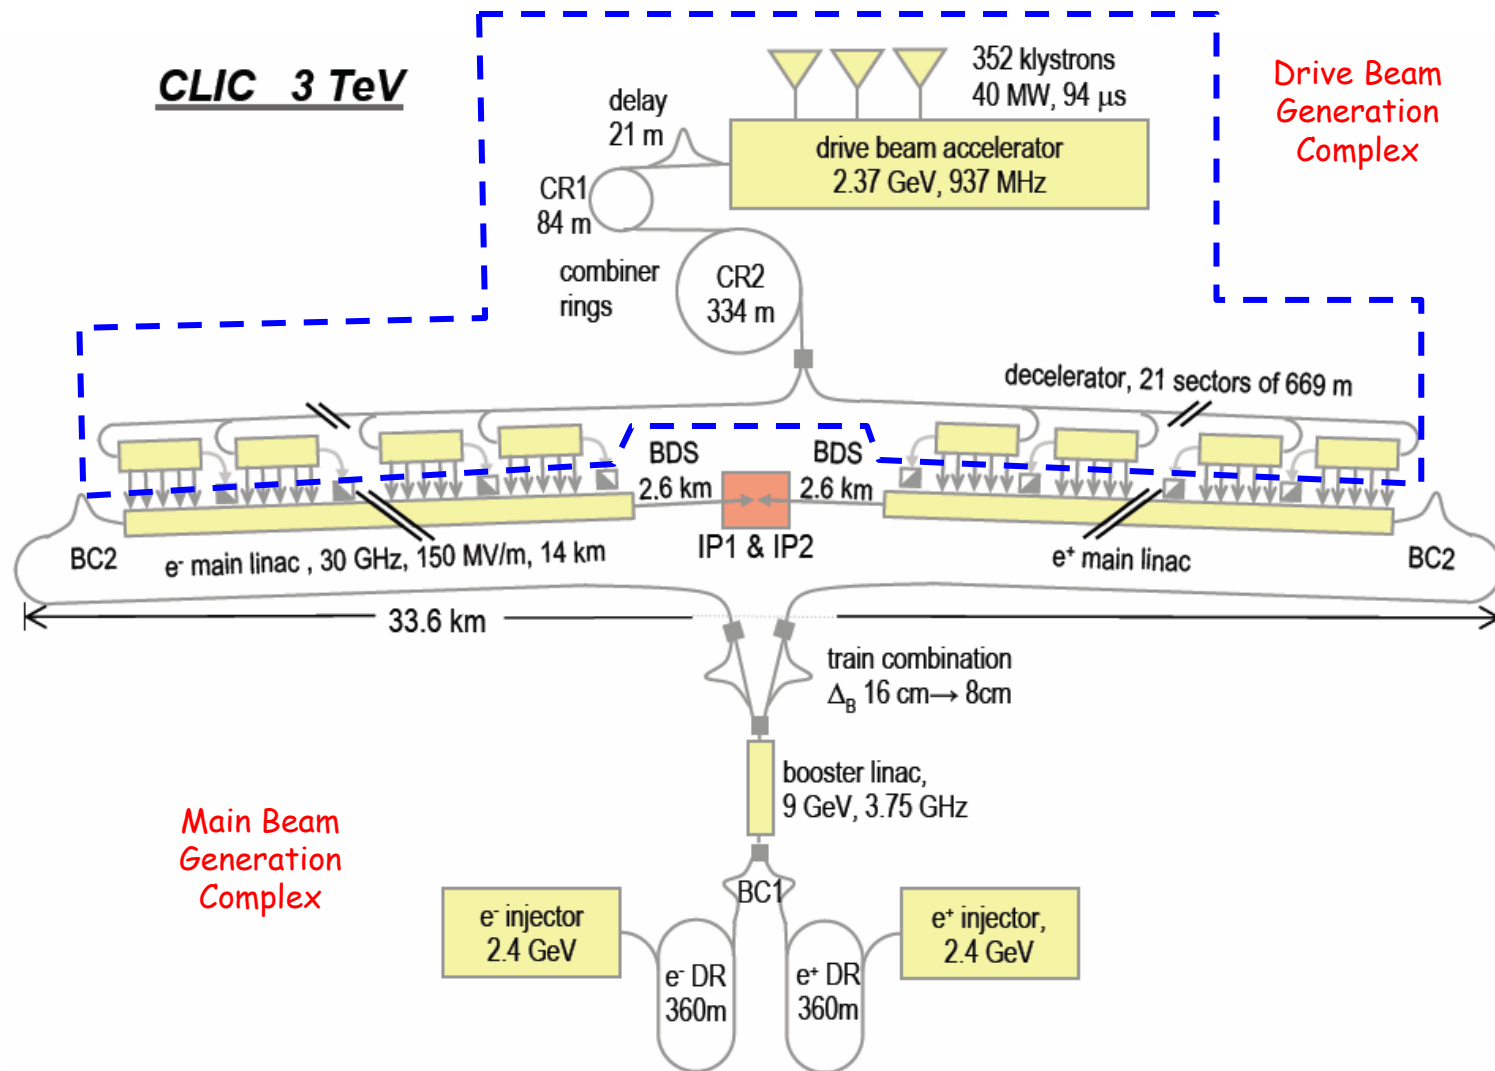 CLIC 3 TeV
352 klystrons
40 MW, 94 μs
Drive Beam
Generation
Complex
delay
21 m
drive beam accelerator
2.37 GeV, 937 MHz
CR1
84 m
combiner
rings
CR2
334 m
decelerator, 21 sectors of 669 m
BDS
2.6 km
BDS
2.6 km
IP1 & IP2
BC2
e⁻ main linac , 30 GHz, 150 MV/m, 14 km
e⁺ main linac
BC2
33.6 km
train combination
Δ_B 16 cm→ 8cm
booster linac,
9 GeV, 3.75 GHz
Main Beam
Generation
Complex
BC1
e⁻ injector
2.4 GeV
e⁺ injector,
2.4 GeV
e⁻ DR
360m
e⁺ DR
360m